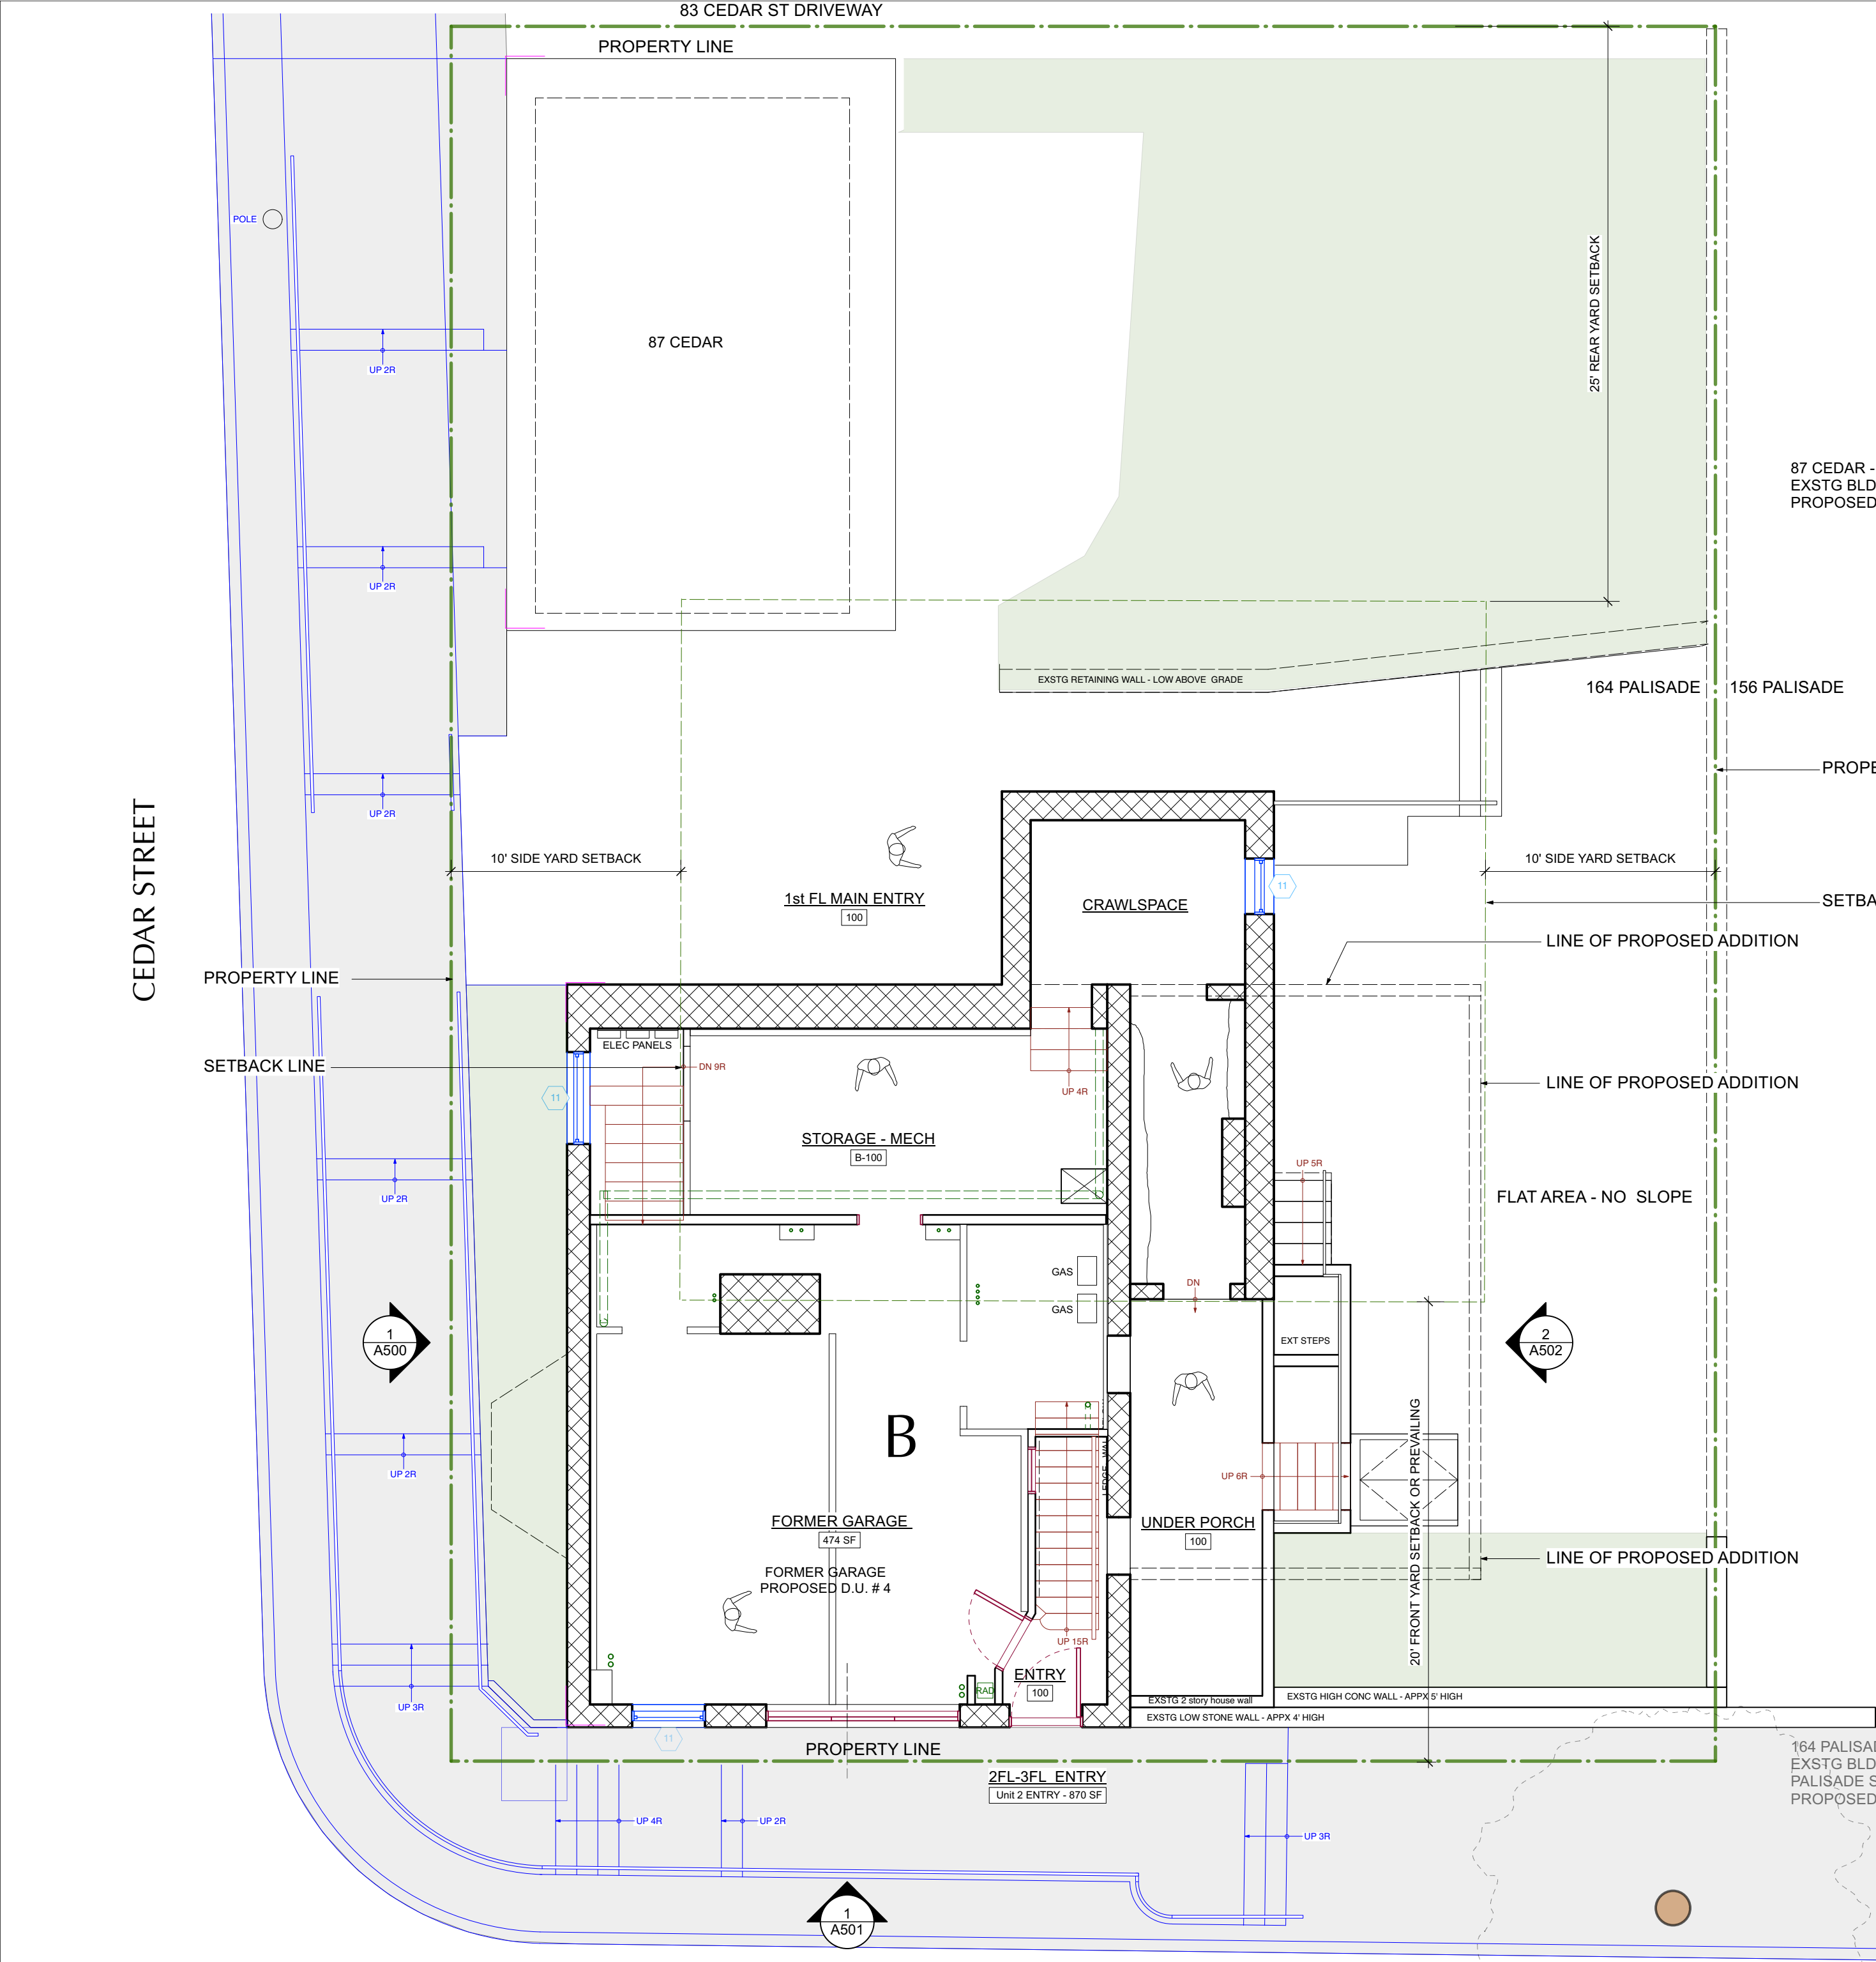 83 CEDAR ST DRIVEWAY
PROPERTY LINE
POLE
25' REAR YARD SETBACK
87 CEDAR
UP 2R
87 CEDAR -
EXSTG BLD
PROPOSED
UP 2R
EXSTG RETAINING WALL - LOW ABOVE GRADE
164 PALISADE
156 PALISADE
PROPE
UP 2R
CEDAR STREET
10' SIDE YARD SETBACK
10' SIDE YARD SETBACK
1st FL MAIN ENTRY
100
CRAWLSPACE
11
SETBA
LINE OF PROPOSED ADDITION
PROPERTY LINE
ELEC PANELS
SETBACK LINE
DN 9R
UP 4R
11
LINE OF PROPOSED ADDITION
STORAGE - MECH
B-100
UP 2R
UP 5R
FLAT AREA - NO SLOPE
GAS
GAS
DN
1
A500
EXT STEPS
2
A502
B
LEDGE WALL
20' FRONT YARD SETBACK OR PREVAILING
UP 2R
UP 6R
FORMER GARAGE
474 SF
UNDER PORCH
100
FORMER GARAGE
PROPOSED D.U. # 4
LINE OF PROPOSED ADDITION
UP 15R
ENTRY
100
RAD
UP 3R
EXSTG 2 story house wall
EXSTG HIGH CONC WALL - APPX 5' HIGH
EXSTG LOW STONE WALL - APPX 4' HIGH
11
PROPERTY LINE
2FL-3FL ENTRY
Unit 2 ENTRY - 870 SF
164 PALISAD
EXSTG BLD
PALISADE S
PROPOSED
UP 4R
UP 2R
UP 3R
1
A501